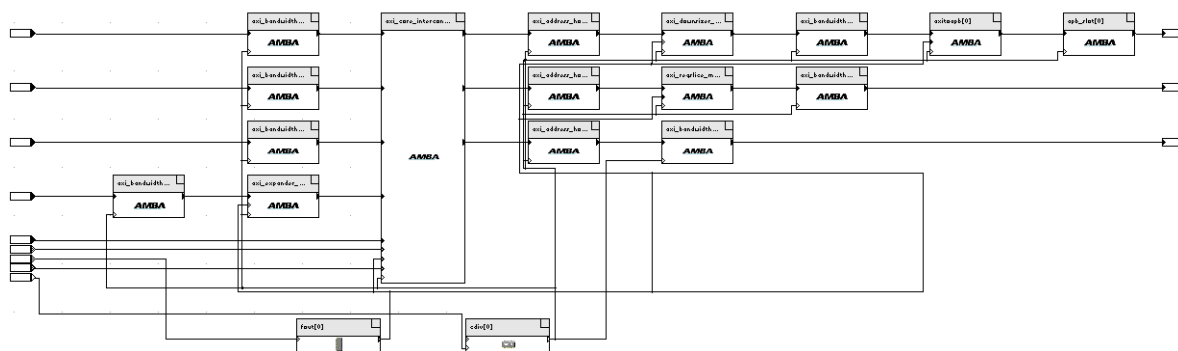 axi_bandwidth... axi_core_intercon... axi_address_ha... axi_downsizer_... axi_bandwidth... axitoapb[0] apb_slot[0]
AMBA AMBA AMBA AMBA AMBA AMBA
axi_bandwidth... axi_address_ha... axi_regslice_m... axi_bandwidth...
AMBA AMBA AMBA AMBA
axi_bandwidth... axi_address_ha... axi_bandwidth...
AMBA AMBA AMBA AMBA
axi_bandwidth... axi_expander_...
AMBA AMBA
fout[0] cdiv[0]